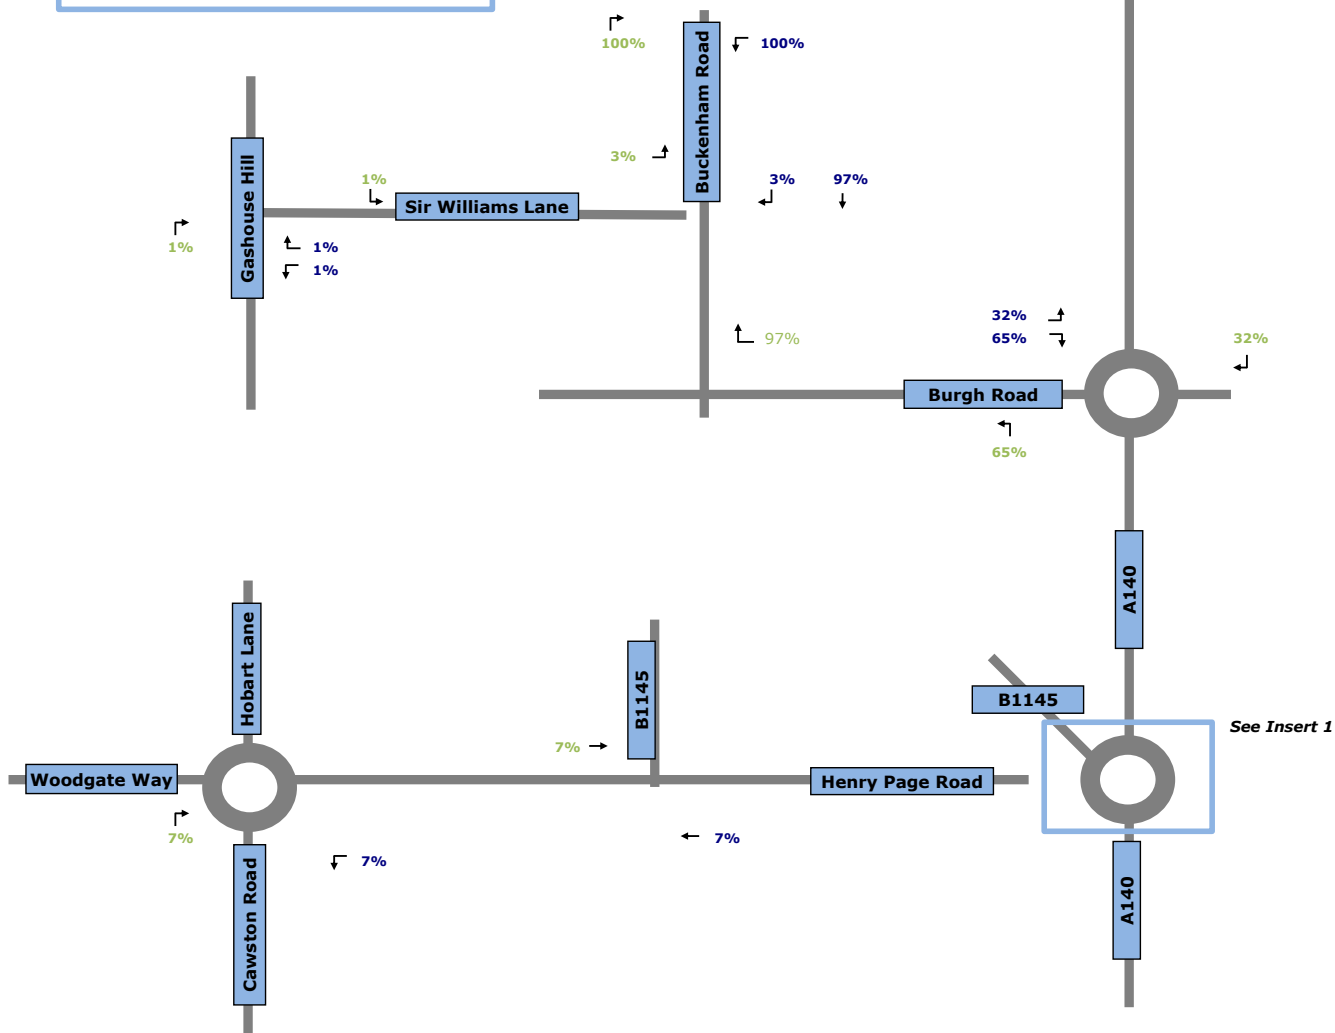 100%
100%
Buckenham Road
3%
Gashouse Hill
1%
3% 97%
Sir Williams Lane
1%
1%
1%
32%
65%
97%
32%
Burgh Road
65%
A140
Hobart Lane
B1145
B1145
See Insert 1
7%
Woodgate Way
Henry Page Road
7%
7%
7%
Cawston Road
A140